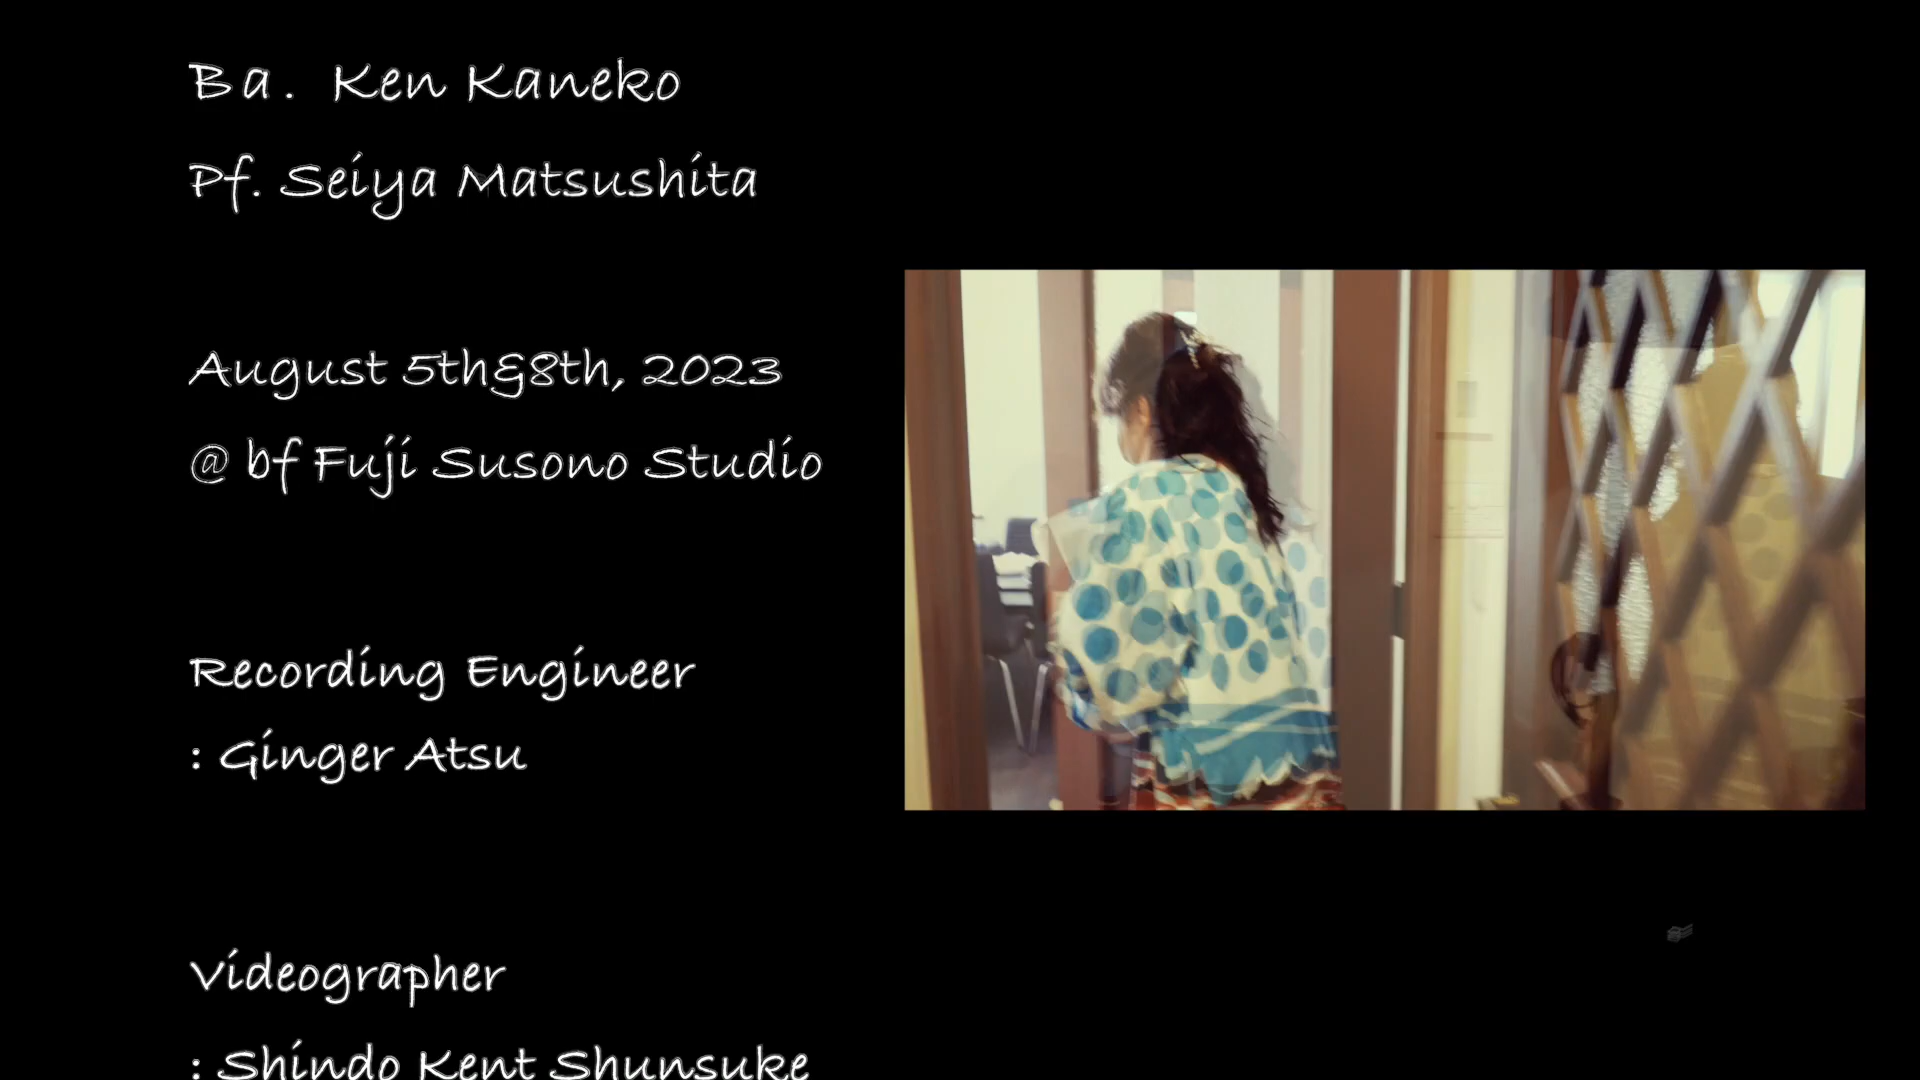 Ba. Ken Kaneko
Pf. Seiya Matsushita
August 5th&8th, 2023
@ bf Fuji Susono Studio
Recording Engineer
: Ginger Atsu
Videographer
: Shindo Kent Shunsuke